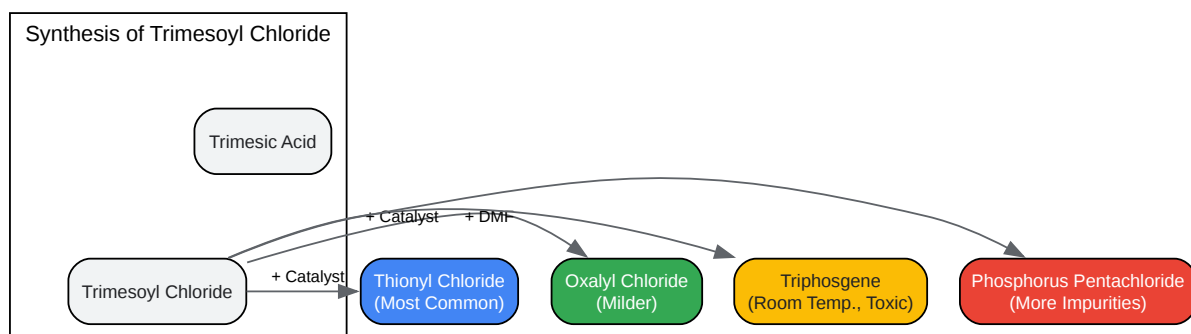 Synthesis of Trimesoyl Chloride
Trimesic Acid
+ Catalyst
+ DMF
+ Catalyst
Trimesoyl Chloride
Thionyl Chloride
(Most Common)
Oxalyl Chloride
(Milder)
Triphosgene
(Room Temp., Toxic)
Phosphorus Pentachloride
(More Impurities)